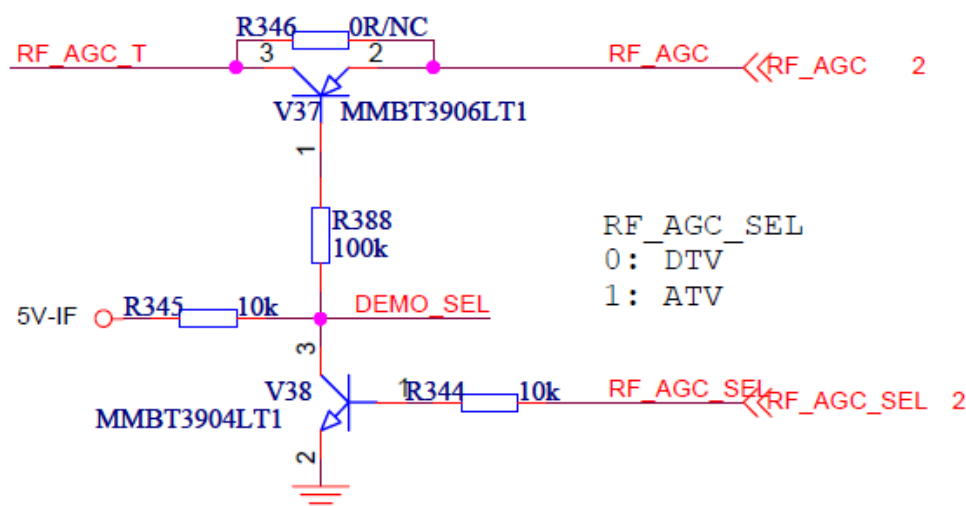 R346 0R/NC
RF_AGC_T 3 2 RF_AGC RF_AGC 2
V37 MMBT3906LT1
1
R388
100k
RF_AGC_SEL
0: DTV
1: ATV
5V-IF R345 10k DEMO_SEL
3
V38 1 R344 10k RF_AGC_SEL RF_AGC_SEL 2
MMBT3904LT1
2